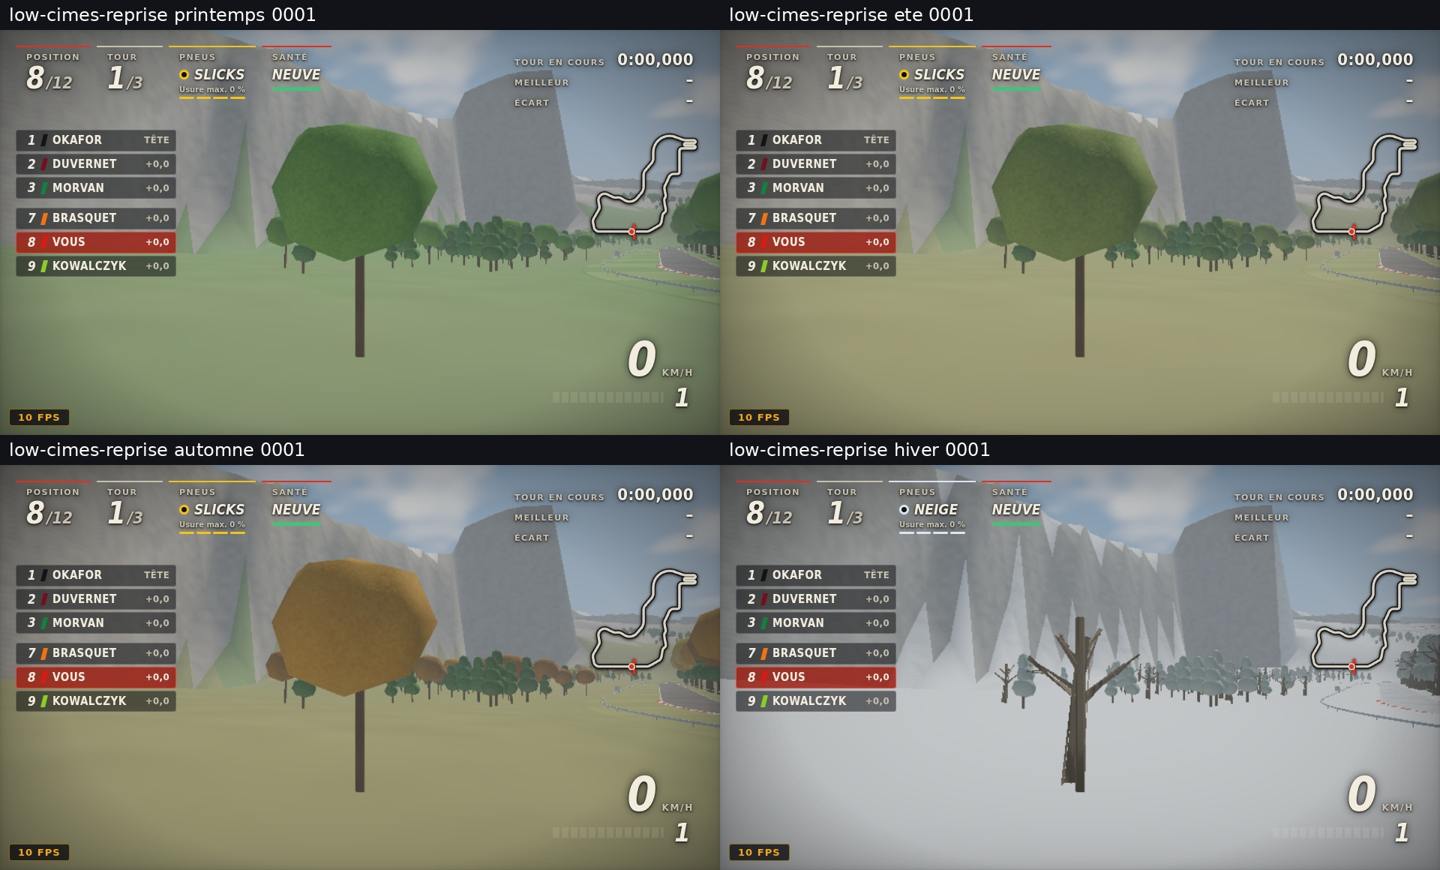 low-cimes-reprise printemps 0001
POSITION TOUR PNEUS SANTÉ
8/12 1/3 SLICKS NEUVE
Usure max. 0 %
TOUR EN COURS 0:00,000
MEILLEUR –
ÉCART –
1 OKAFOR TÊTE
2 DUVERNET +0,0
3 MORVAN +0,0
7 BRASQUET +0,0
8 VOUS +0,0
9 KOWALCZYK +0,0
0 KM/H
1
10 FPS
low-cimes-reprise ete 0001
POSITION TOUR PNEUS SANTÉ
8/12 1/3 SLICKS NEUVE
Usure max. 0 %
TOUR EN COURS 0:00,000
MEILLEUR –
ÉCART –
1 OKAFOR TÊTE
2 DUVERNET +0,0
3 MORVAN +0,0
7 BRASQUET +0,0
8 VOUS +0,0
9 KOWALCZYK +0,0
0 KM/H
1
10 FPS
low-cimes-reprise automne 0001
POSITION TOUR PNEUS SANTÉ
8/12 1/3 SLICKS NEUVE
Usure max. 0 %
TOUR EN COURS 0:00,000
MEILLEUR –
ÉCART –
1 OKAFOR TÊTE
2 DUVERNET +0,0
3 MORVAN +0,0
7 BRASQUET +0,0
8 VOUS +0,0
9 KOWALCZYK +0,0
0 KM/H
1
10 FPS
low-cimes-reprise hiver 0001
POSITION TOUR PNEUS SANTÉ
8/12 1/3 NEIGE NEUVE
Usure max. 0 %
TOUR EN COURS 0:00,000
MEILLEUR –
ÉCART –
1 OKAFOR TÊTE
2 DUVERNET +0,0
3 MORVAN +0,0
7 BRASQUET +0,0
8 VOUS +0,0
9 KOWALCZYK +0,0
0 KM/H
1
10 FPS